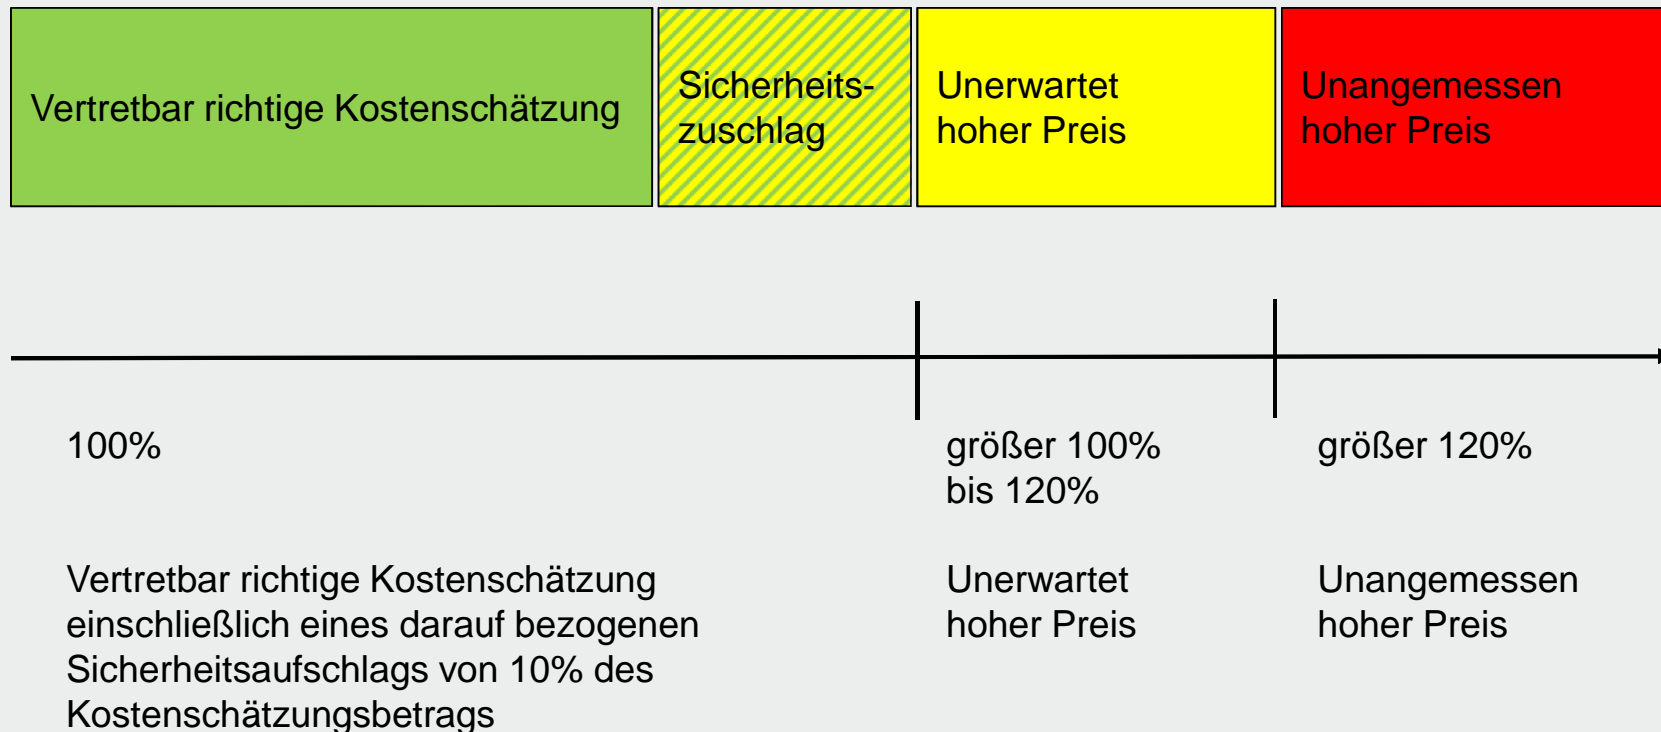 Vertretbar richtige Kostenschätzung
Sicherheits-
zuschlag
Unerwartet
hoher Preis
Unangemessen
hoher Preis
100%
größer 100%
bis 120%
größer 120%
Vertretbar richtige Kostenschätzung
einschließlich eines darauf bezogenen
Sicherheitsaufschlags von 10% des
Kostenschätzungsbetrags
Unerwartet
hoher Preis
Unangemessen
hoher Preis